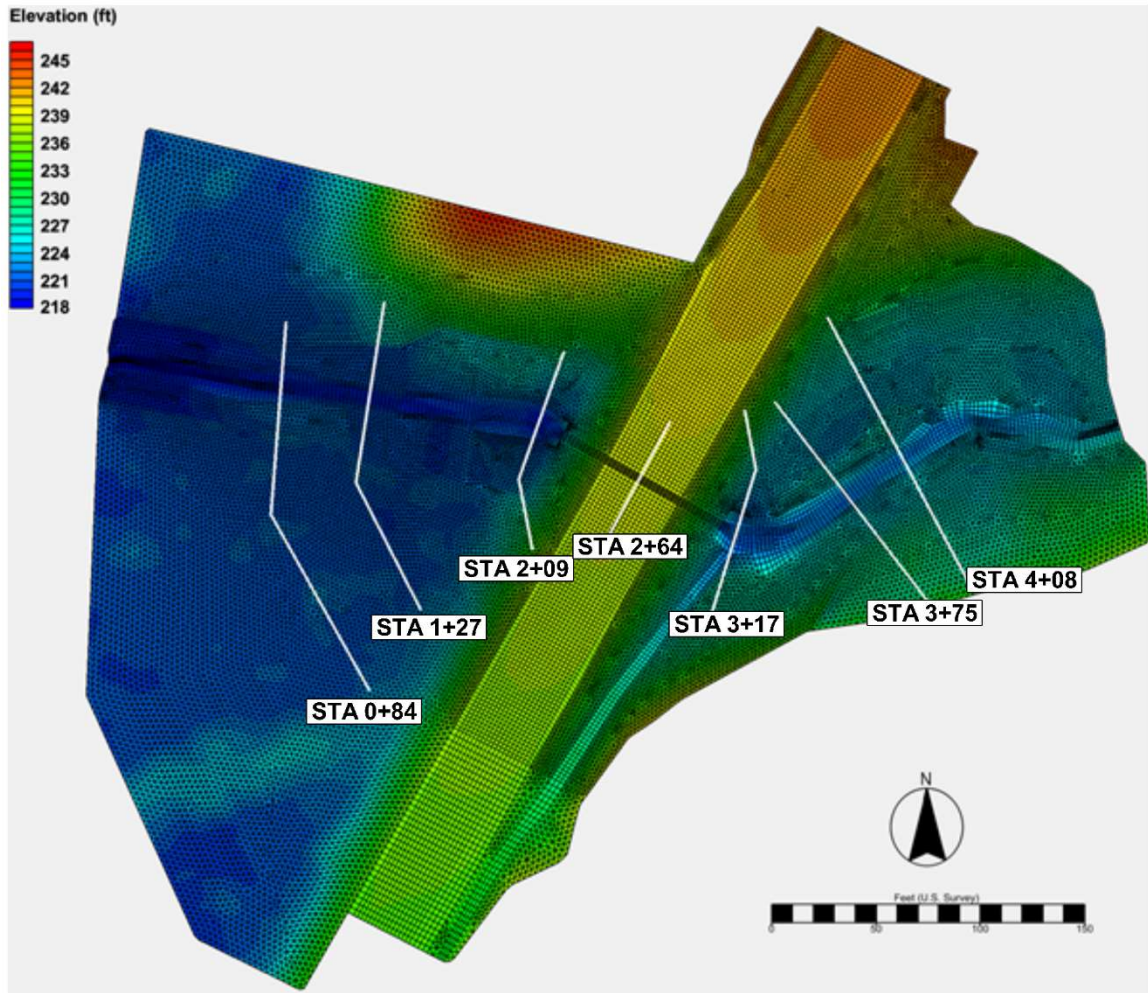 Elevation (ft)
245
242
239
236
233
230
227
224
221
218
STA 2+64
STA 2+09
STA 4+08
STA 3+75
STA 3+17
STA 1+27
STA 0+84
N
Feet (U.S. Survey)
0 50 100 150